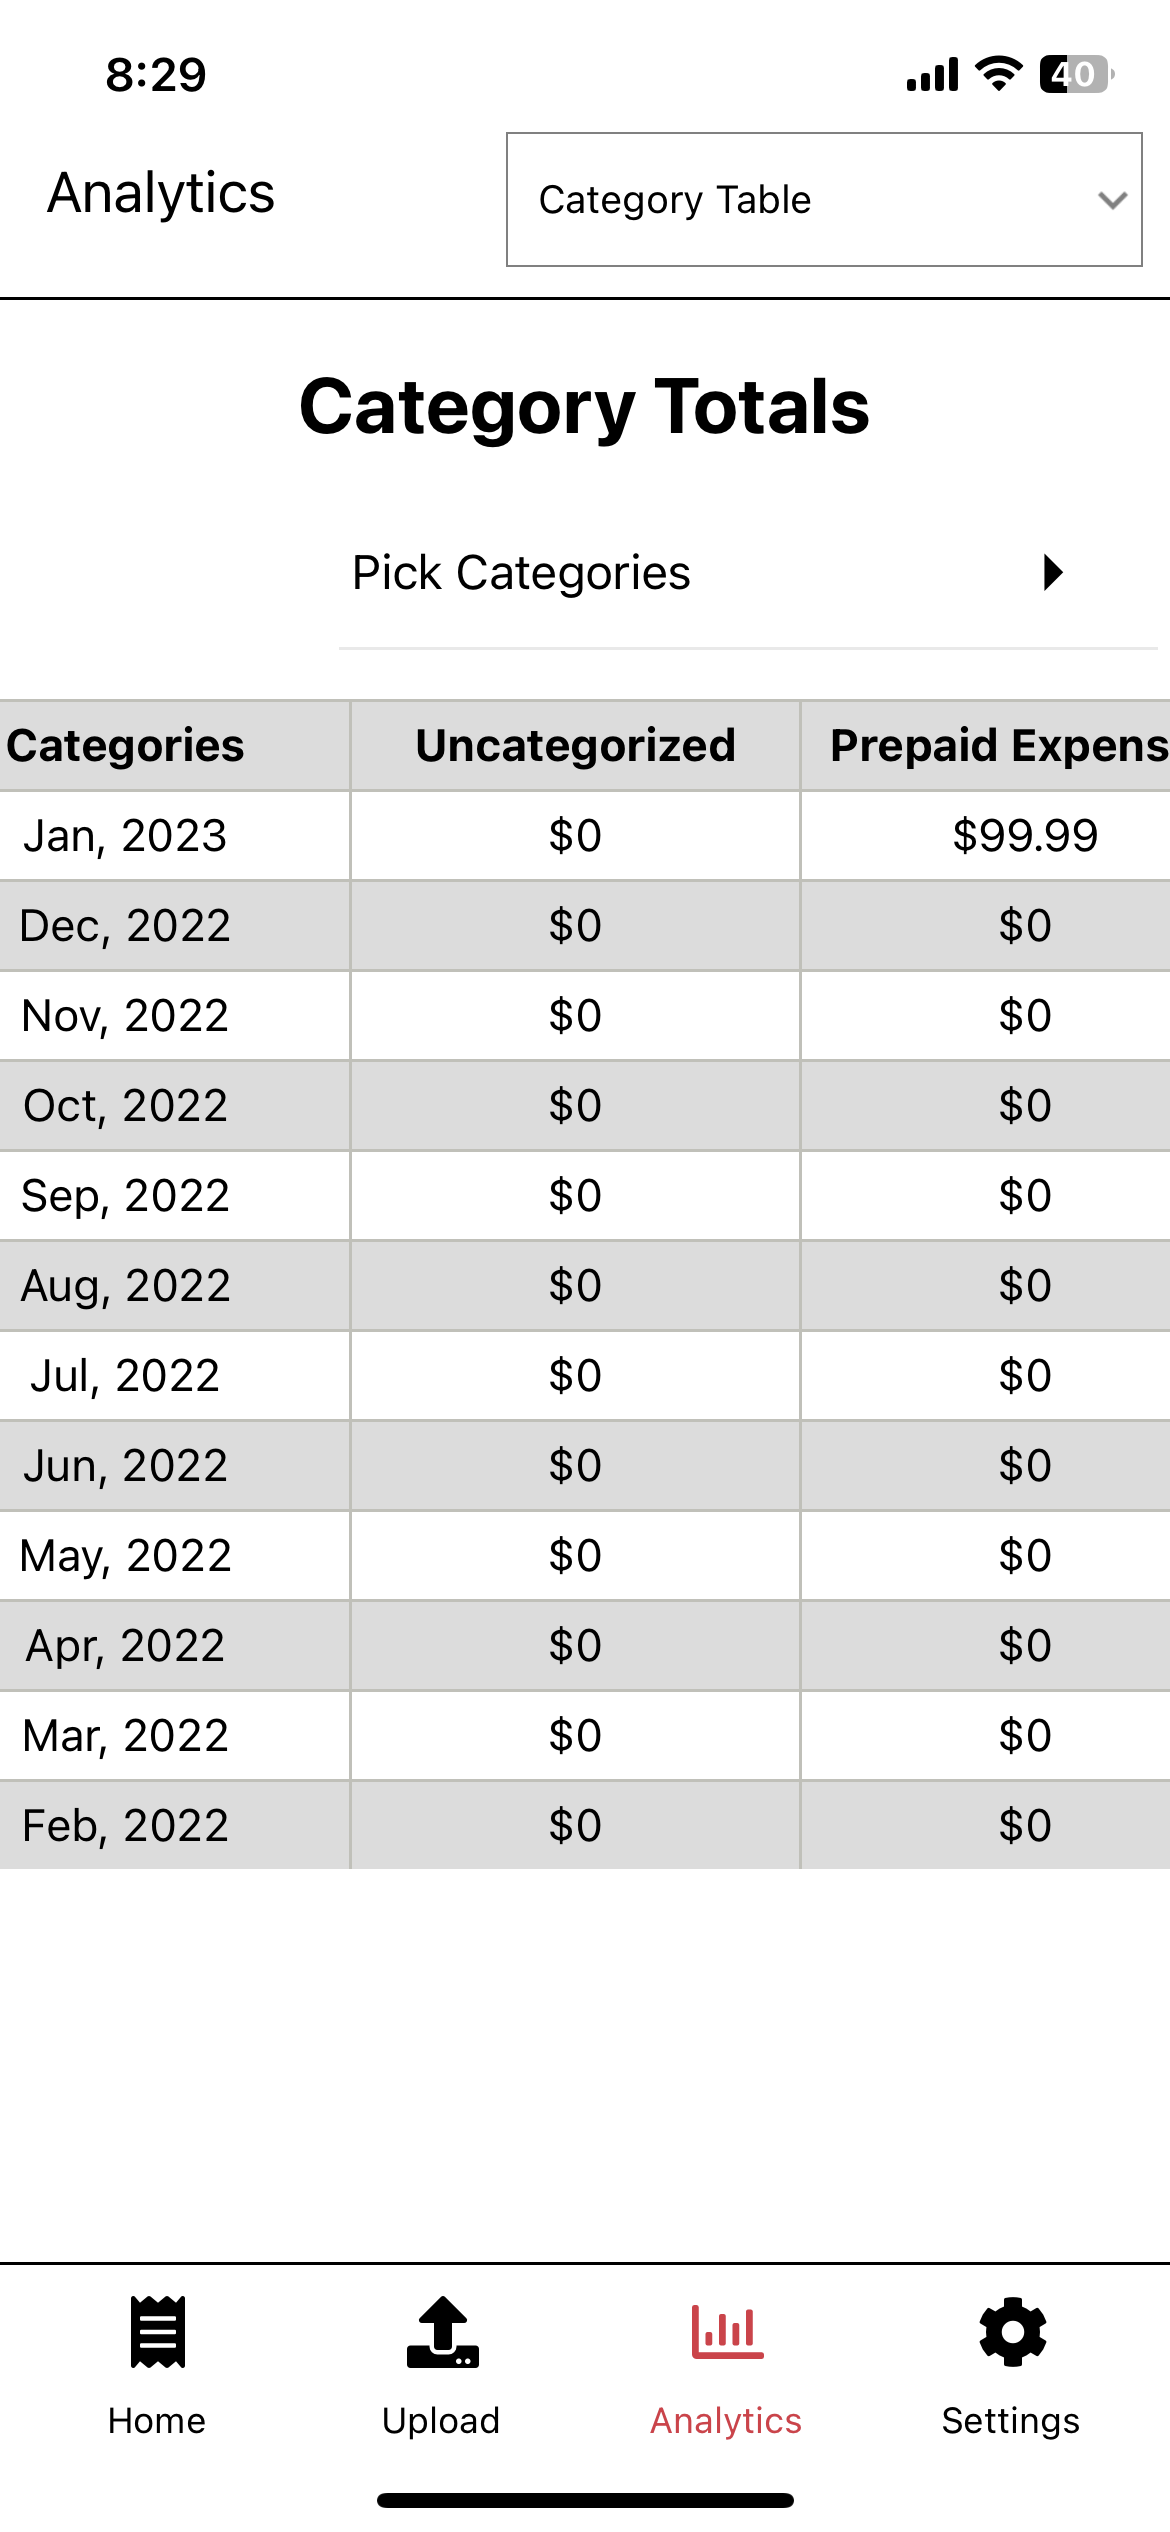 8:29
40
Analytics
Category Table
Category Totals
Pick Categories
Categories Uncategorized Prepaid Expens
Jan, 2023 $0 $99.99
Dec, 2022 $0 $0
Nov, 2022 $0 $0
Oct, 2022 $0 $0
Sep, 2022 $0 $0
Aug, 2022 $0 $0
Jul, 2022 $0 $0
Jun, 2022 $0 $0
May, 2022 $0 $0
Apr, 2022 $0 $0
Mar, 2022 $0 $0
Feb, 2022 $0 $0
Home Upload Analytics Settings